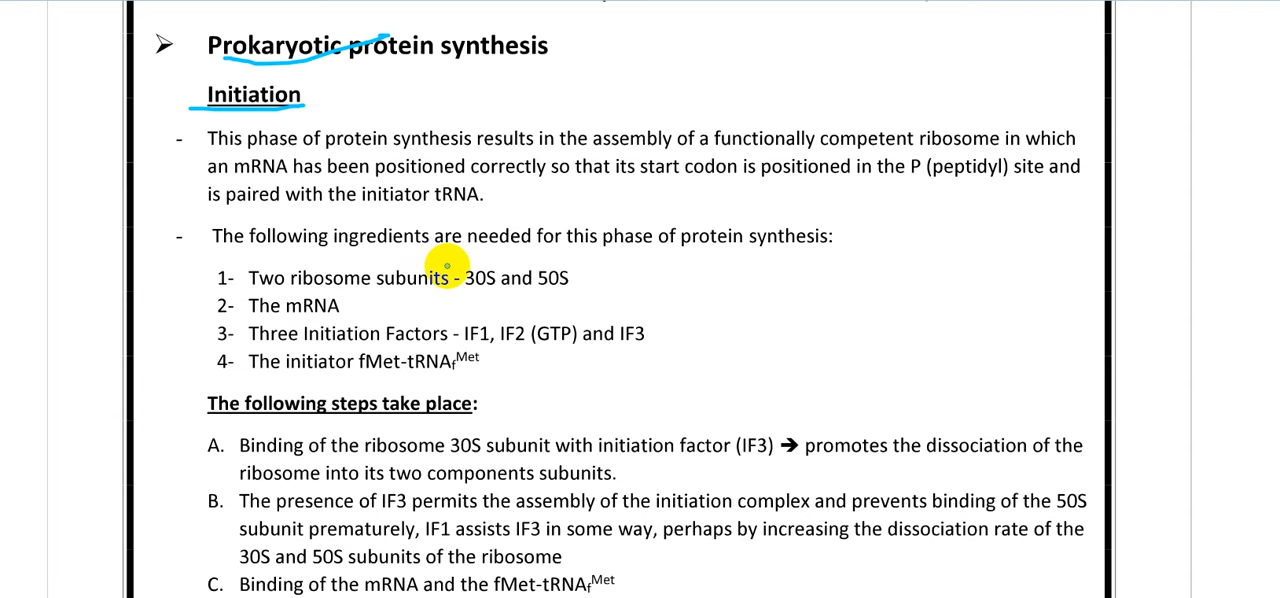 ➢ Prokaryotic protein synthesis
Initiation
- This phase of protein synthesis results in the assembly of a functionally competent ribosome in which
an mRNA has been positioned correctly so that its start codon is positioned in the P (peptidyl) site and
is paired with the initiator tRNA.
- The following ingredients are needed for this phase of protein synthesis:
1- Two ribosome subunits - 30S and 50S
2- The mRNA
3- Three Initiation Factors - IF1, IF2 (GTP) and IF3
4- The initiator fMet-tRNAfMet
The following steps take place:
A. Binding of the ribosome 30S subunit with initiation factor (IF3) ➔ promotes the dissociation of the
ribosome into its two components subunits.
B. The presence of IF3 permits the assembly of the initiation complex and prevents binding of the 50S
subunit prematurely, IF1 assists IF3 in some way, perhaps by increasing the dissociation rate of the
30S and 50S subunits of the ribosome
C. Binding of the mRNA and the fMet-tRNAfMet